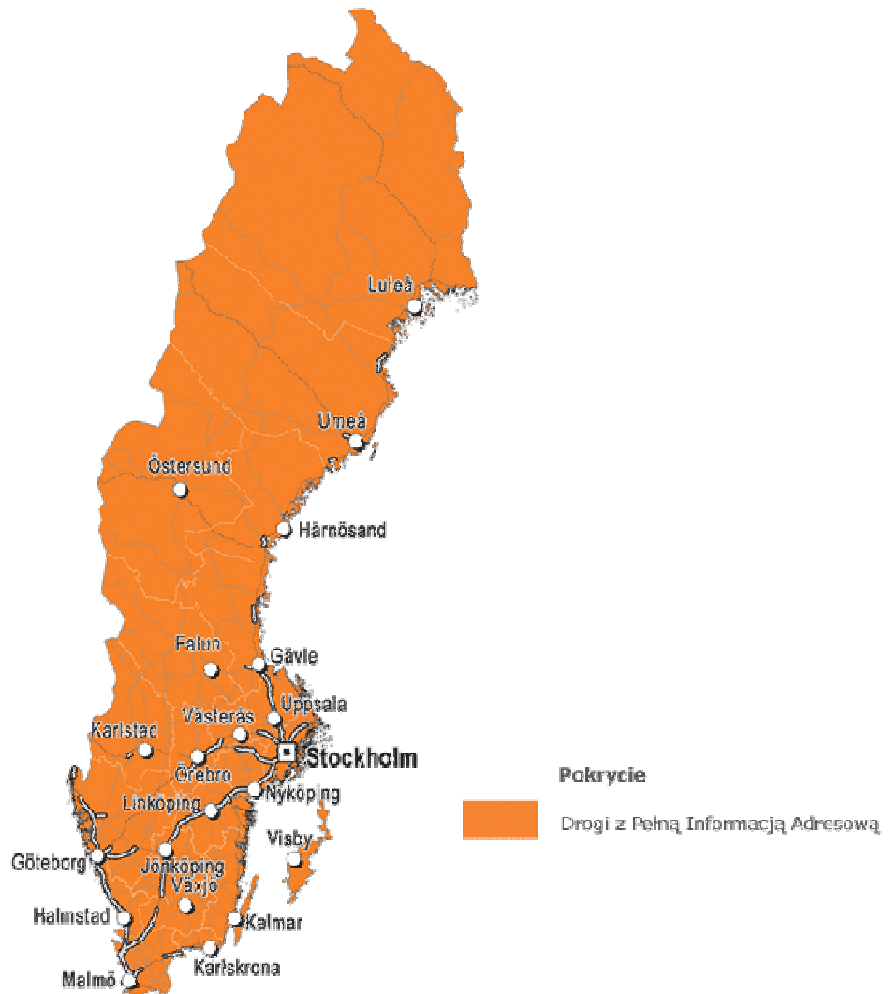 Luleå
Umeå
Östersund
Härnösand
Falun
Gävle
Uppsala
Västerås
Karlstad
Stockholm
Örebro
Pokrycie
Nyköping
Linköping
Drogi z Pełną Informacją Adresową
Visby
Göteborg
Jönköping
Växjö
Halmstad
Kalmar
Karlskrona
Malmö